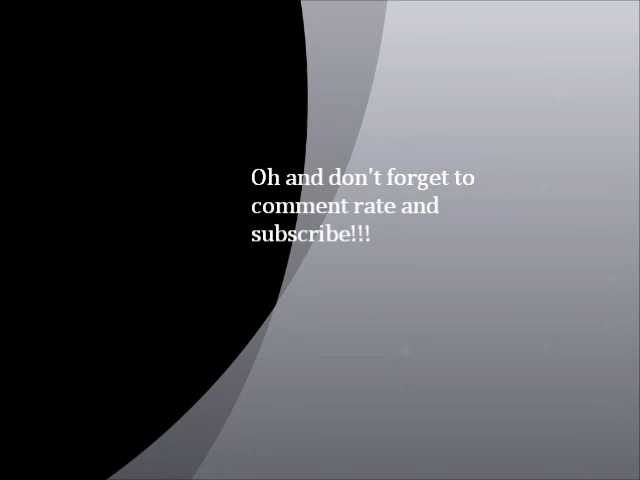 Oh and don't forget to
comment rate and
subscribe!!!